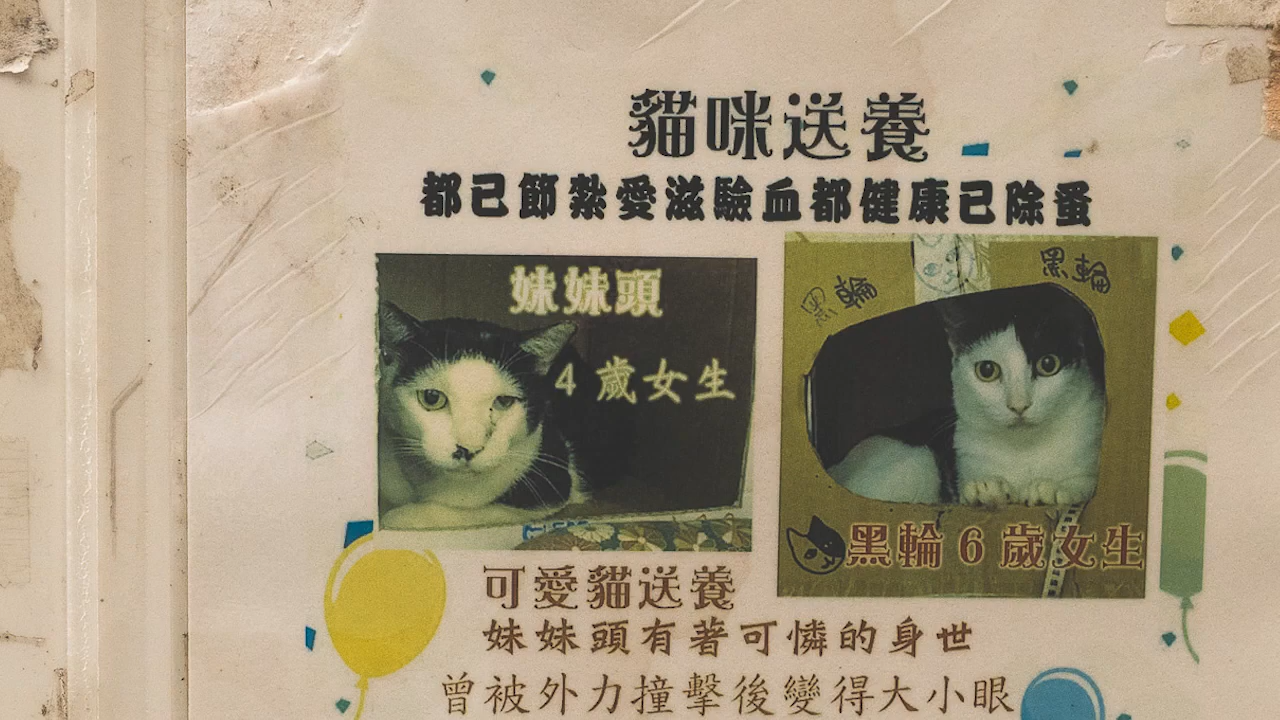 貓咪送養
都已節紮愛滋驗血都健康已除蚤
妹妹頭
4 歲女生
黑輪
黑輪
黑輪 6 歲女生
可愛貓送養
妹妹頭有著可憐的身世
曾被外力撞擊後變得大小眼